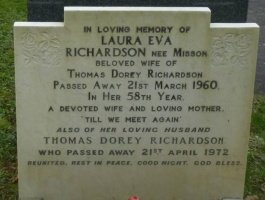 IN LOVING MEMORY OF
LAURA EVA
RICHARDSON NEE MISSON
BELOVED WIFE OF
THOMAS DOREY RICHARDSON
PASSED AWAY 21ST MARCH 1960.
IN HER 58TH YEAR.
A DEVOTED WIFE AND LOVING MOTHER.
'TILL WE MEET AGAIN'
ALSO OF HER LOVING HUSBAND
THOMAS DOREY RICHARDSON
WHO PASSED AWAY 21ST APRIL 1972
REUNITED, REST IN PEACE, GOOD NIGHT, GOD BLESS.